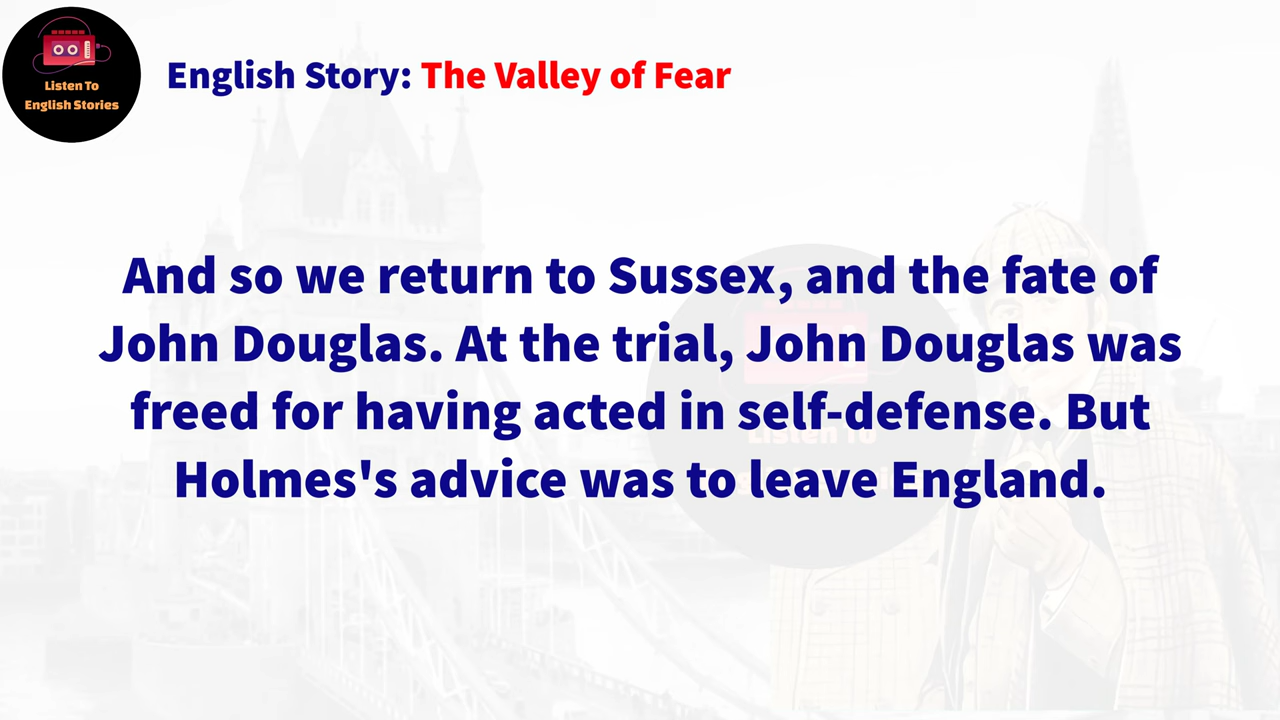 Listen To
English Stories
English Story: The Valley of Fear
And so we return to Sussex, and the fate of
John Douglas. At the trial, John Douglas was
freed for having acted in self-defense. But
Holmes's advice was to leave England.
Listen To